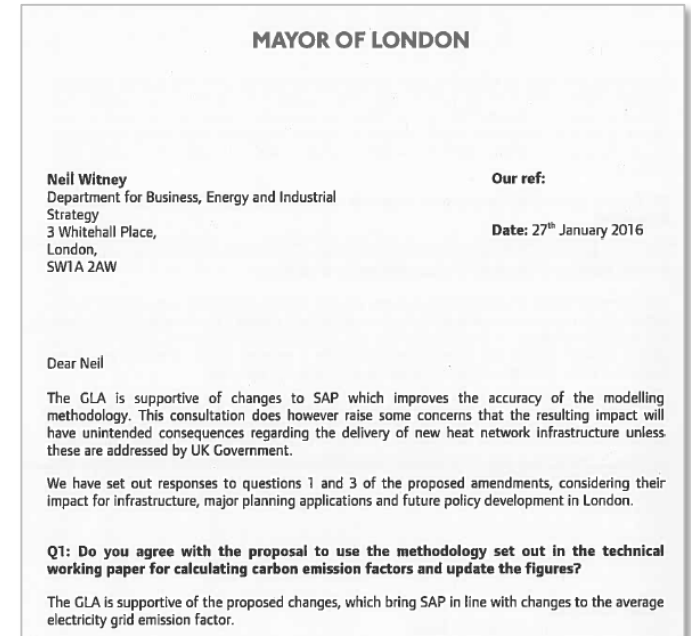 MAYOR OF LONDON
Neil Witney
Department for Business, Energy and Industrial
Strategy
3 Whitehall Place,
London,
SW1A 2AW
Our ref:
Date: 27th January 2016
Dear Neil
The GLA is supportive of changes to SAP which improves the accuracy of the modelling
methodology. This consultation does however raise some concerns that the resulting impact will
have unintended consequences regarding the delivery of new heat network infrastructure unless
these are addressed by UK Government.
We have set out responses to questions 1 and 3 of the proposed amendments, considering their
impact for infrastructure, major planning applications and future policy development in London.
Q1: Do you agree with the proposal to use the methodology set out in the technical
working paper for calculating carbon emission factors and update the figures?
The GLA is supportive of the proposed changes, which bring SAP in line with changes to the average
electricity grid emission factor.